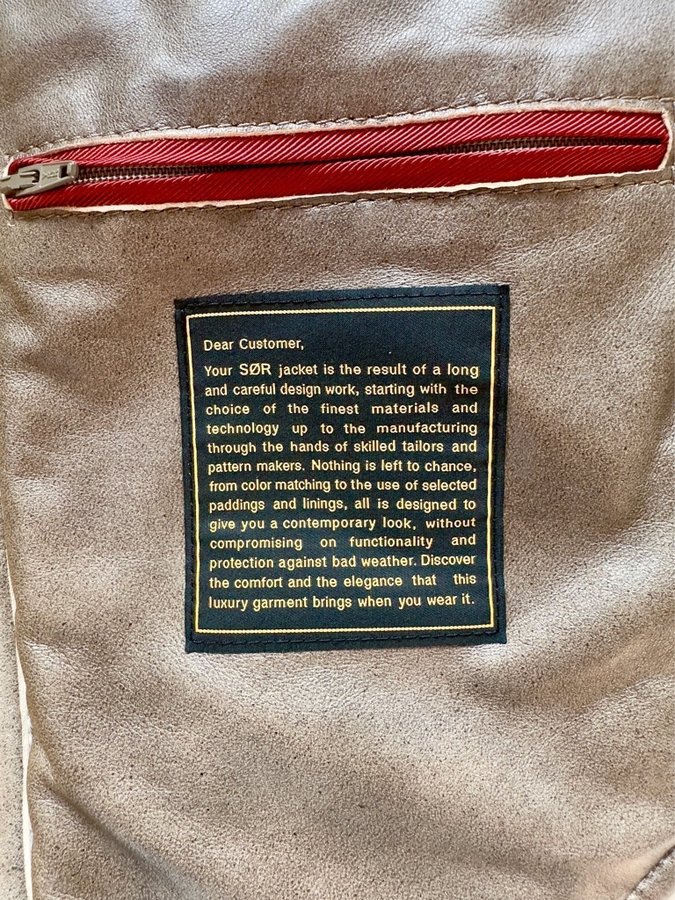 Dear Customer,
Your SØR jacket is the result of a long
and careful design work, starting with the
choice of the finest materials and
technology up to the manufacturing
through the hands of skilled tailors and
pattern makers. Nothing is left to chance,
from color matching to the use of selected
paddings and linings, all is designed to
give you a contemporary look, without
compromising on functionality and
protection against bad weather. Discover
the comfort and the elegance that this
luxury garment brings when you wear it.